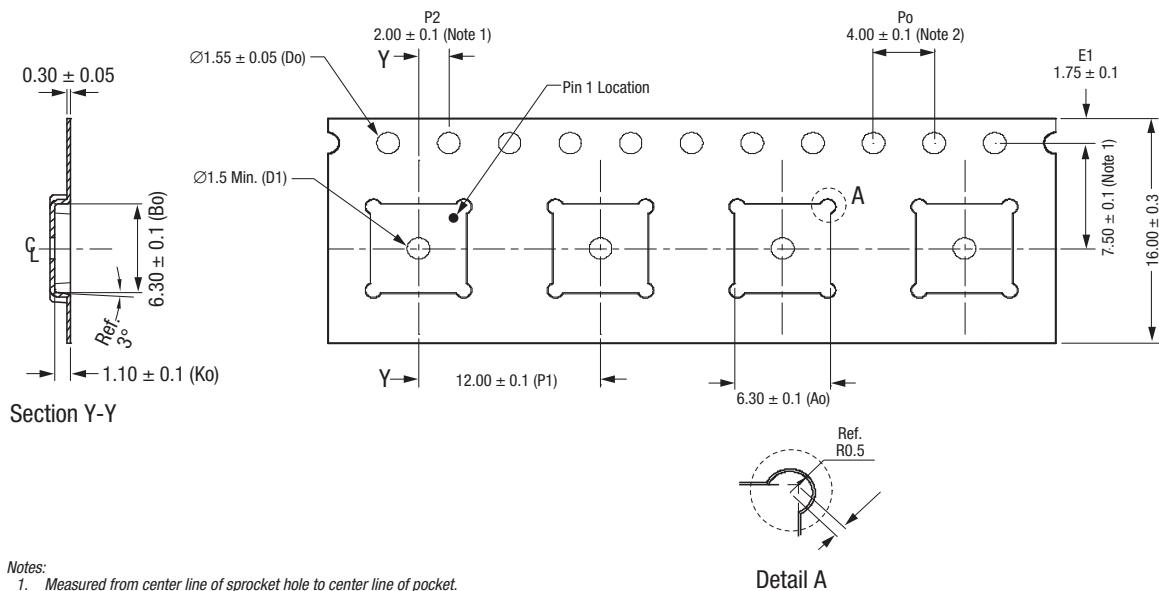 P2
2.00 ± 0.1 (Note 1)
Po
4.00 ± 0.1 (Note 2)
E1
1.75 ± 0.1
Y
∅1.55 ± 0.05 (Do)
0.30 ± 0.05
Pin 1 Location
∅1.5 Min. (D1)
A
CL
6.30 ± 0.1 (Bo)
7.50 ± 0.1 (Note 1)
16.00 ± 0.3
Ref.
3°
1.10 ± 0.1 (Ko)
Y
12.00 ± 0.1 (P1)
6.30 ± 0.1 (Ao)
Section Y-Y
Ref.
R0.5
Detail A
Notes:
1. Measured from center line of sprocket hole to center line of pocket.